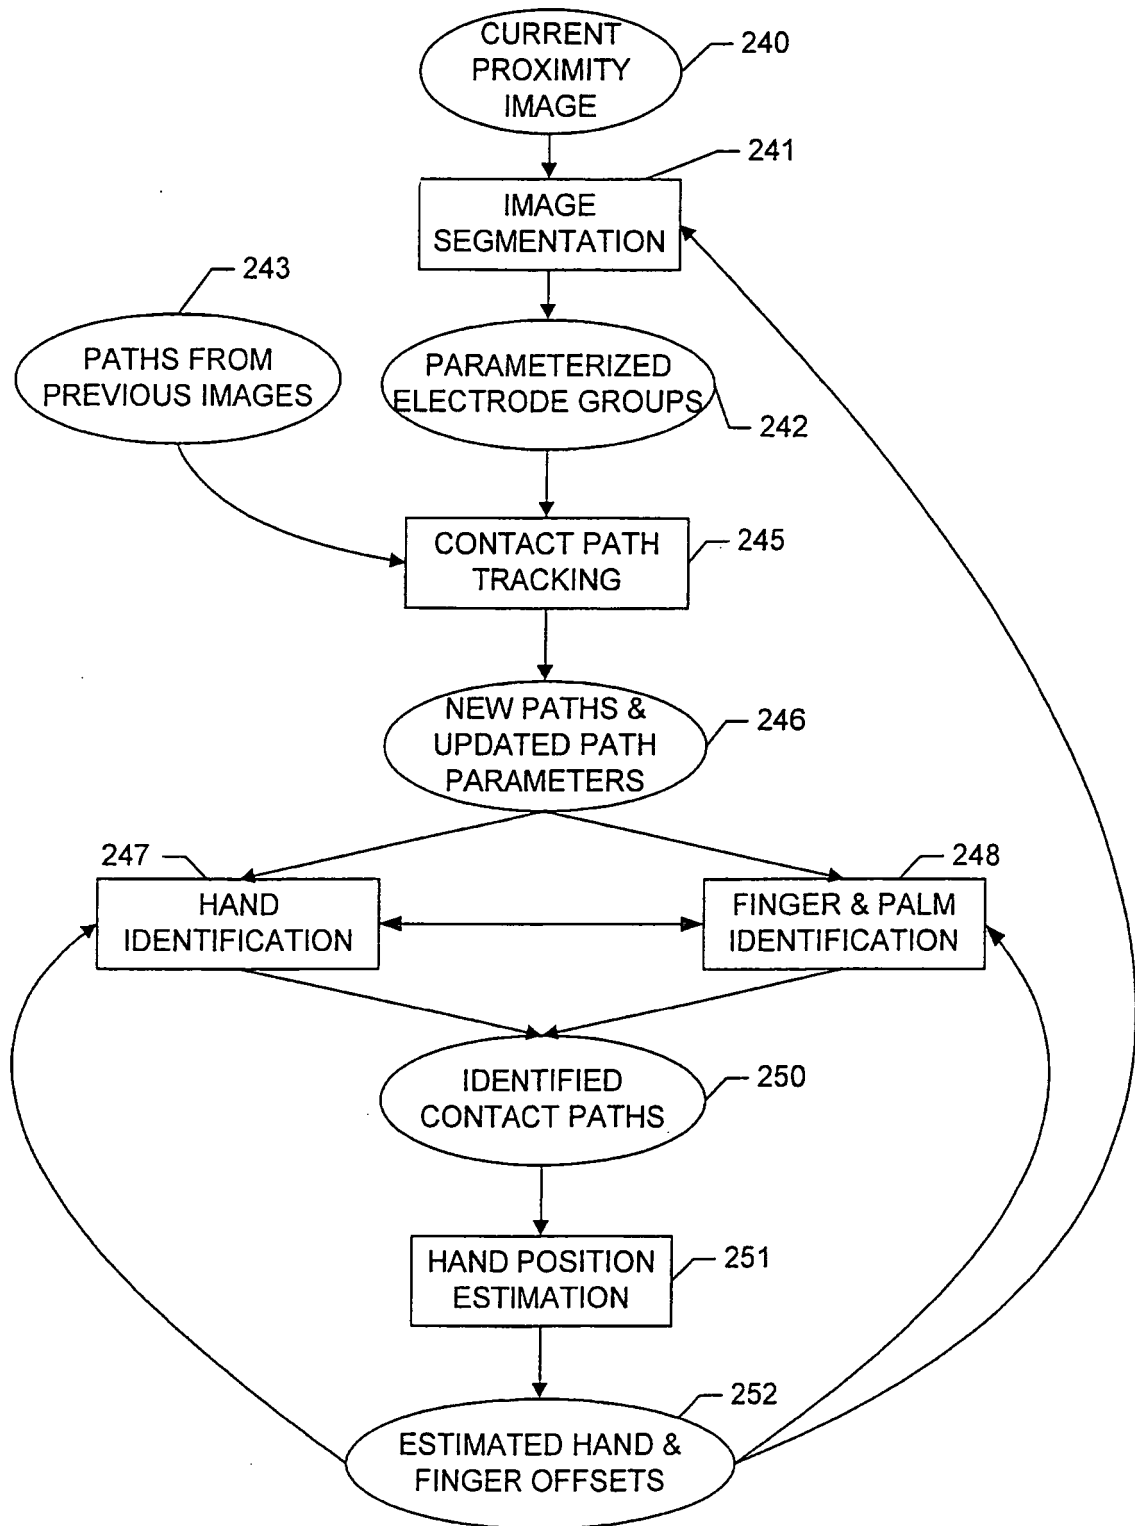 CURRENT
PROXIMITY
IMAGE
240
241
IMAGE
SEGMENTATION
243
PATHS FROM
PREVIOUS IMAGES
PARAMETERIZED
ELECTRODE GROUPS
242
CONTACT PATH
TRACKING
245
NEW PATHS &
UPDATED PATH
PARAMETERS
246
247
HAND
IDENTIFICATION
248
FINGER & PALM
IDENTIFICATION
IDENTIFIED
CONTACT PATHS
250
HAND POSITION
ESTIMATION
251
252
ESTIMATED HAND &
FINGER OFFSETS